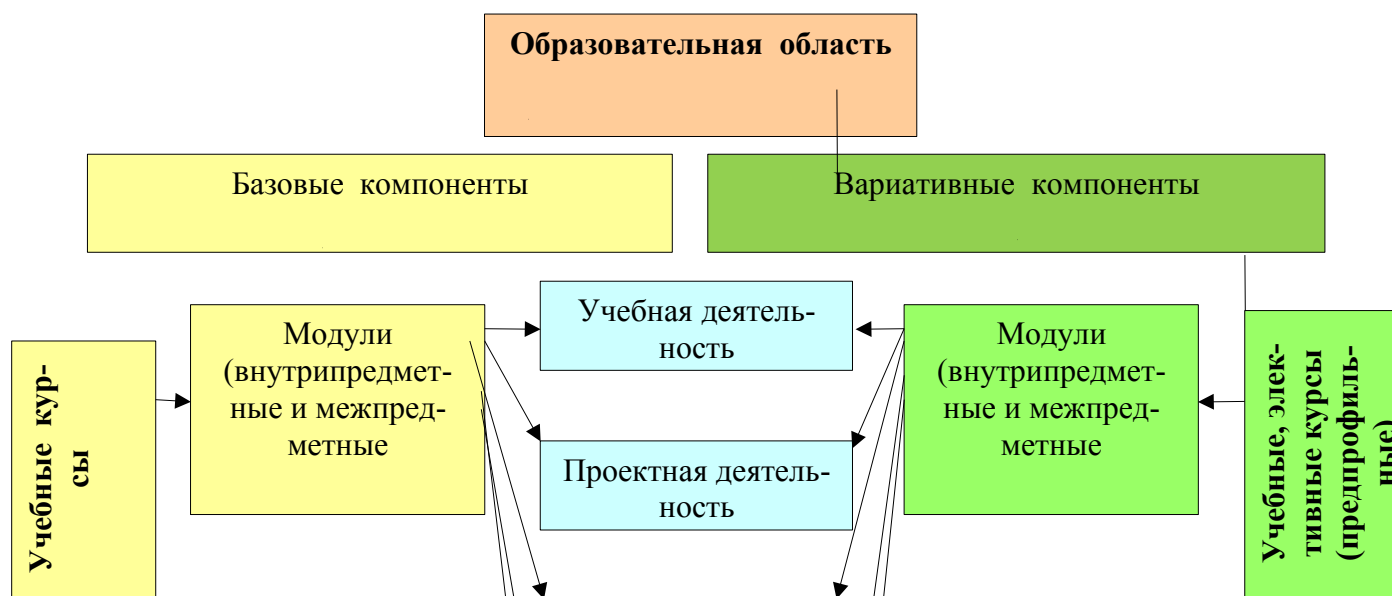 Образовательная область
Базовые компоненты
Вариативные компоненты
Учебная деятель-
ность
Модули
(внутрипредмет-
ные и межпред-
метные
Модули
(внутрипредмет-
ные и межпред-
метные
Учебные кур-
сы
Проектная деятель-
ность
Учебные, элек-
тивные курсы
(предпрофиль-
ные)